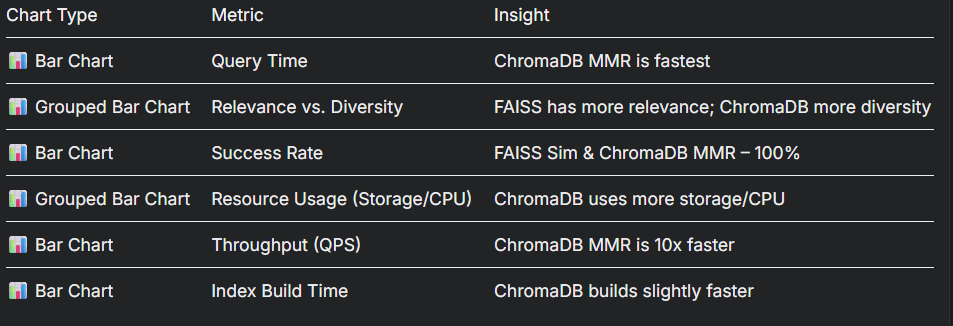 Chart Type Metric Insight
📊 Bar Chart Query Time ChromaDB MMR is fastest
📊 Grouped Bar Chart Relevance vs. Diversity FAISS has more relevance; ChromaDB more diversity
📊 Bar Chart Success Rate FAISS Sim & ChromaDB MMR – 100%
📊 Grouped Bar Chart Resource Usage (Storage/CPU) ChromaDB uses more storage/CPU
📊 Bar Chart Throughput (QPS) ChromaDB MMR is 10x faster
📊 Bar Chart Index Build Time ChromaDB builds slightly faster